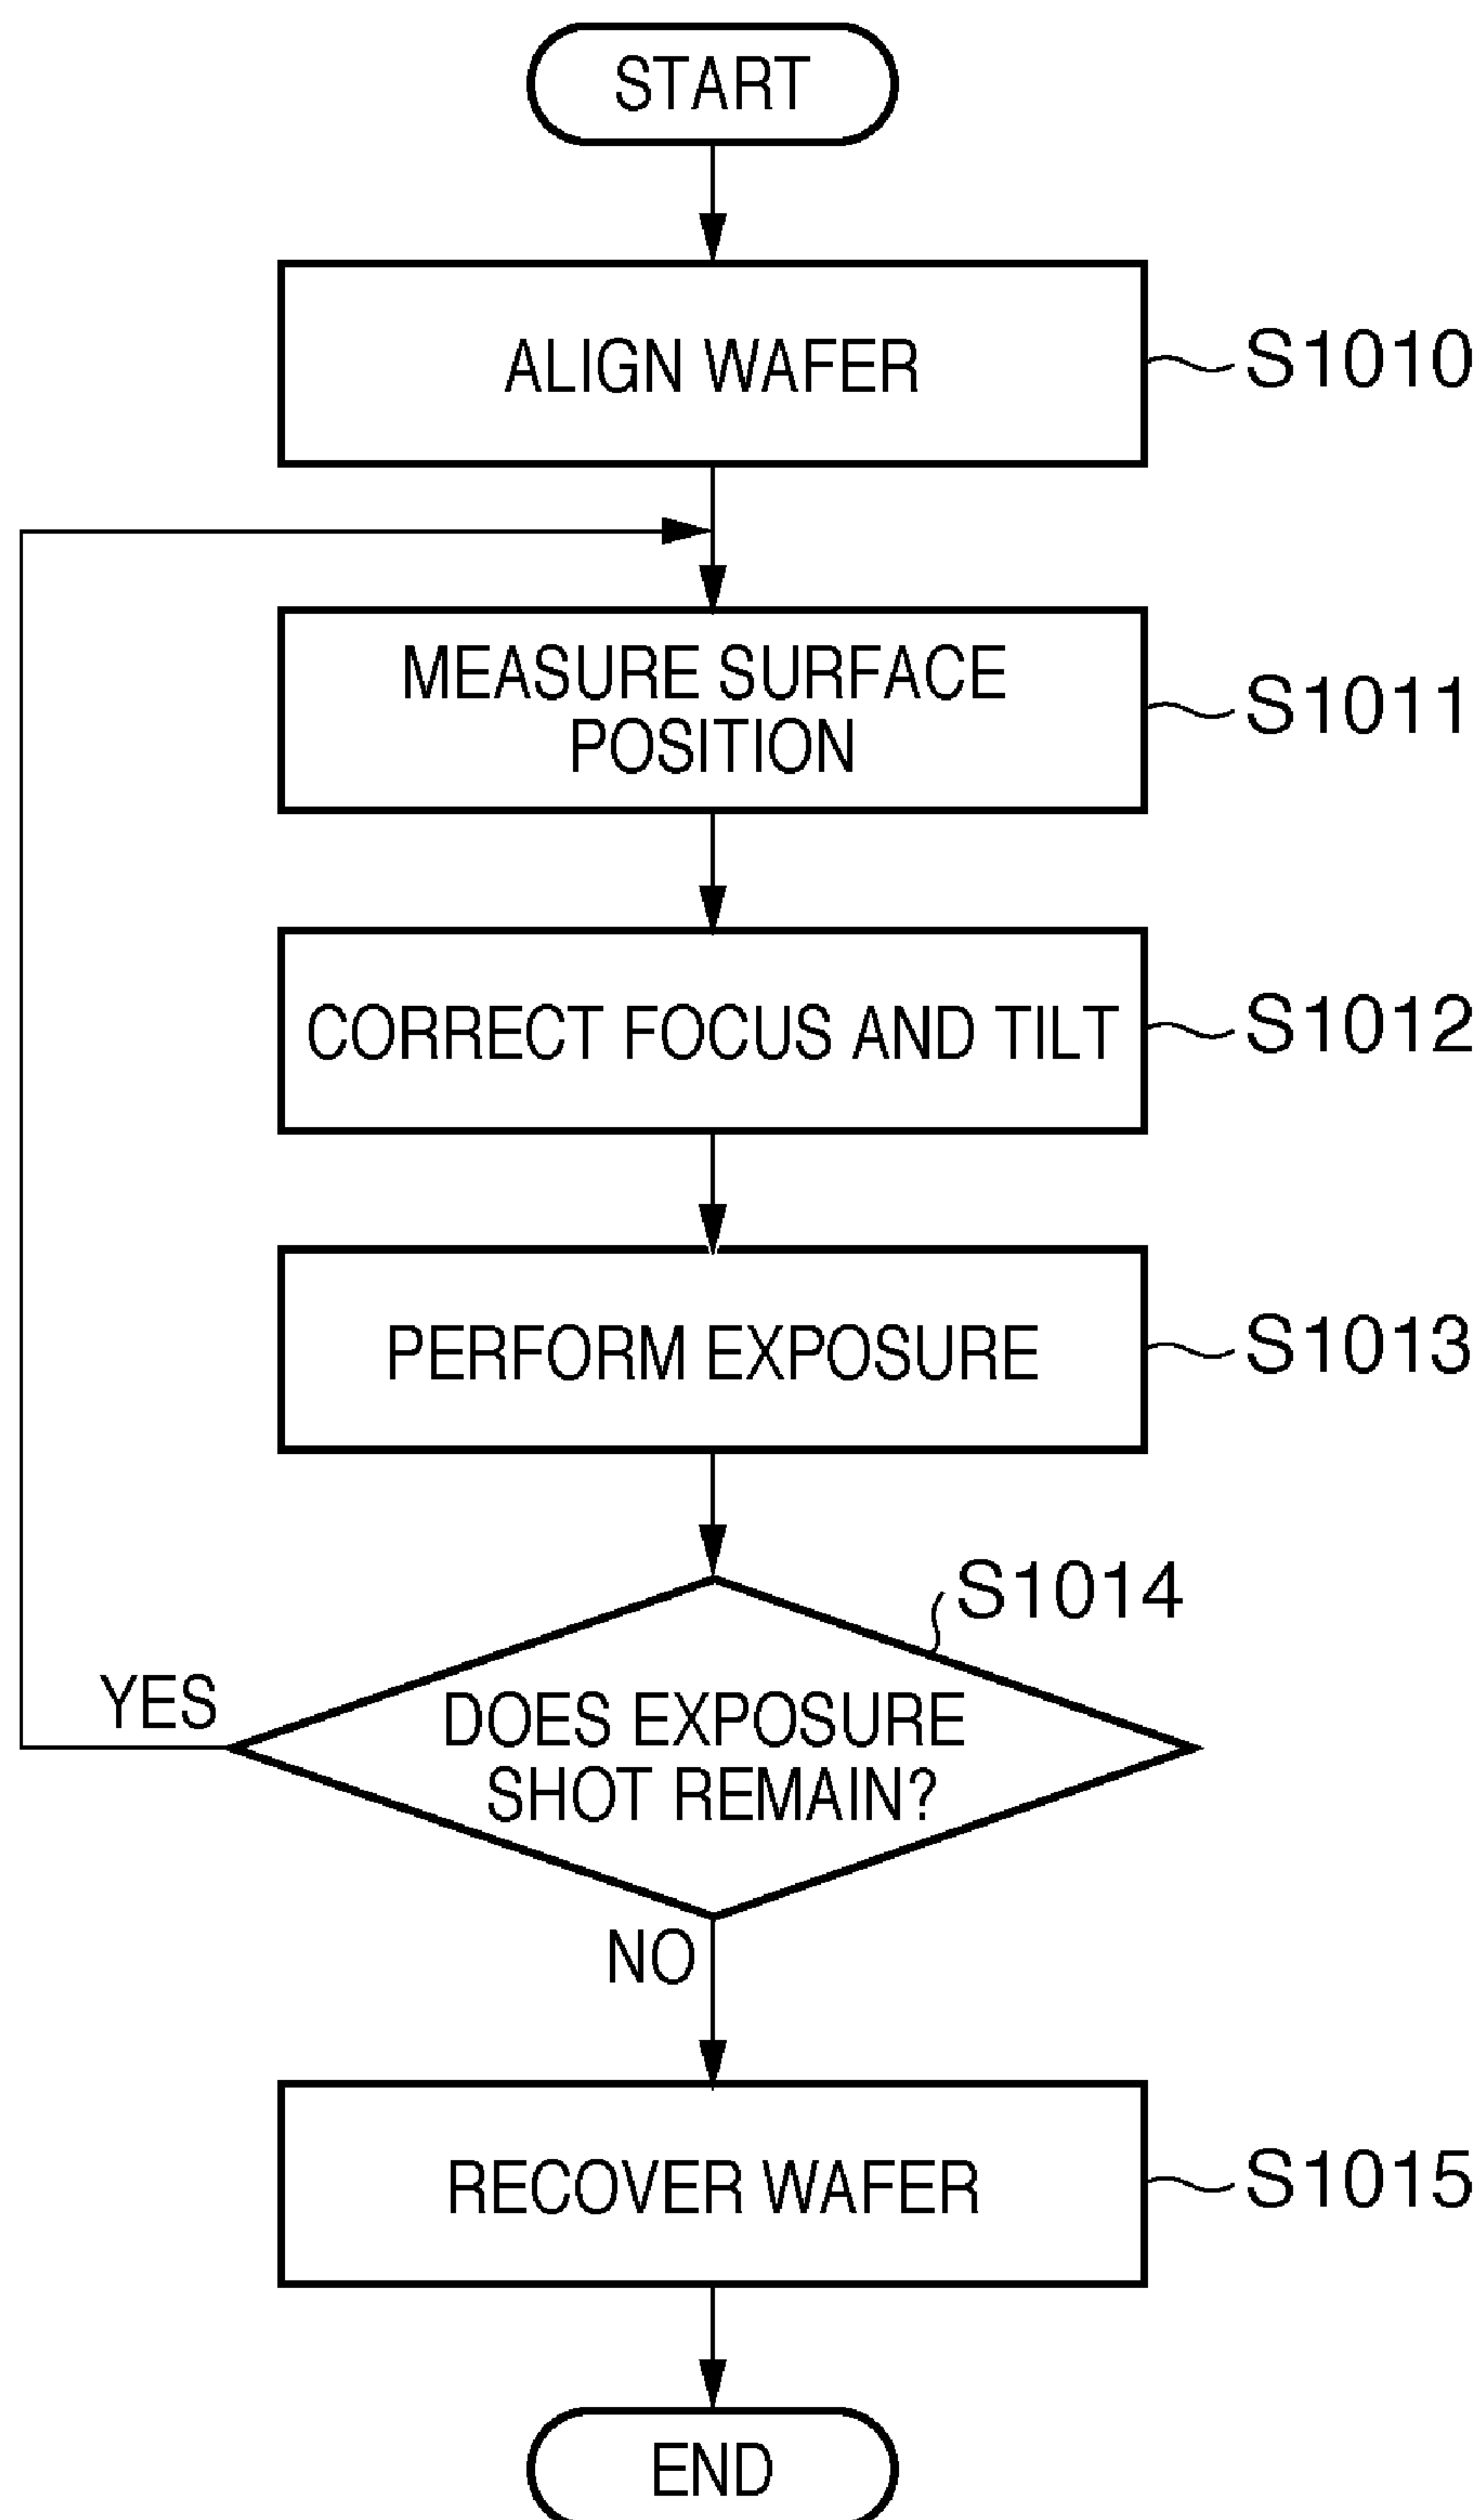 START
ALIGN WAFER
S1010
MEASURE SURFACE
POSITION
S1011
CORRECT FOCUS AND TILT
S1012
PERFORM EXPOSURE
S1013
S1014
YES
DOES EXPOSURE
SHOT REMAIN?
NO
RECOVER WAFER
S1015
END